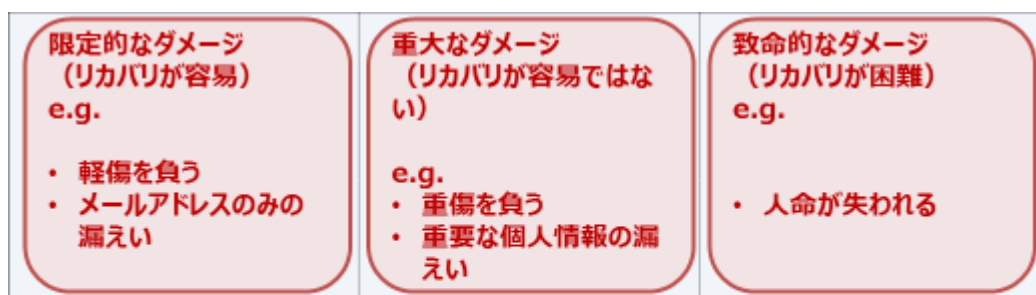 限定的なダメージ
（リカバリが容易）
e.g.
• 軽傷を負う
• メールアドレスのみの
漏えい
重大なダメージ
（リカバリが容易ではな
い）
e.g.
• 重傷を負う
• 重要な個人情報の漏
えい
致命的なダメージ
（リカバリが困難）
e.g.
• 人命が失われる